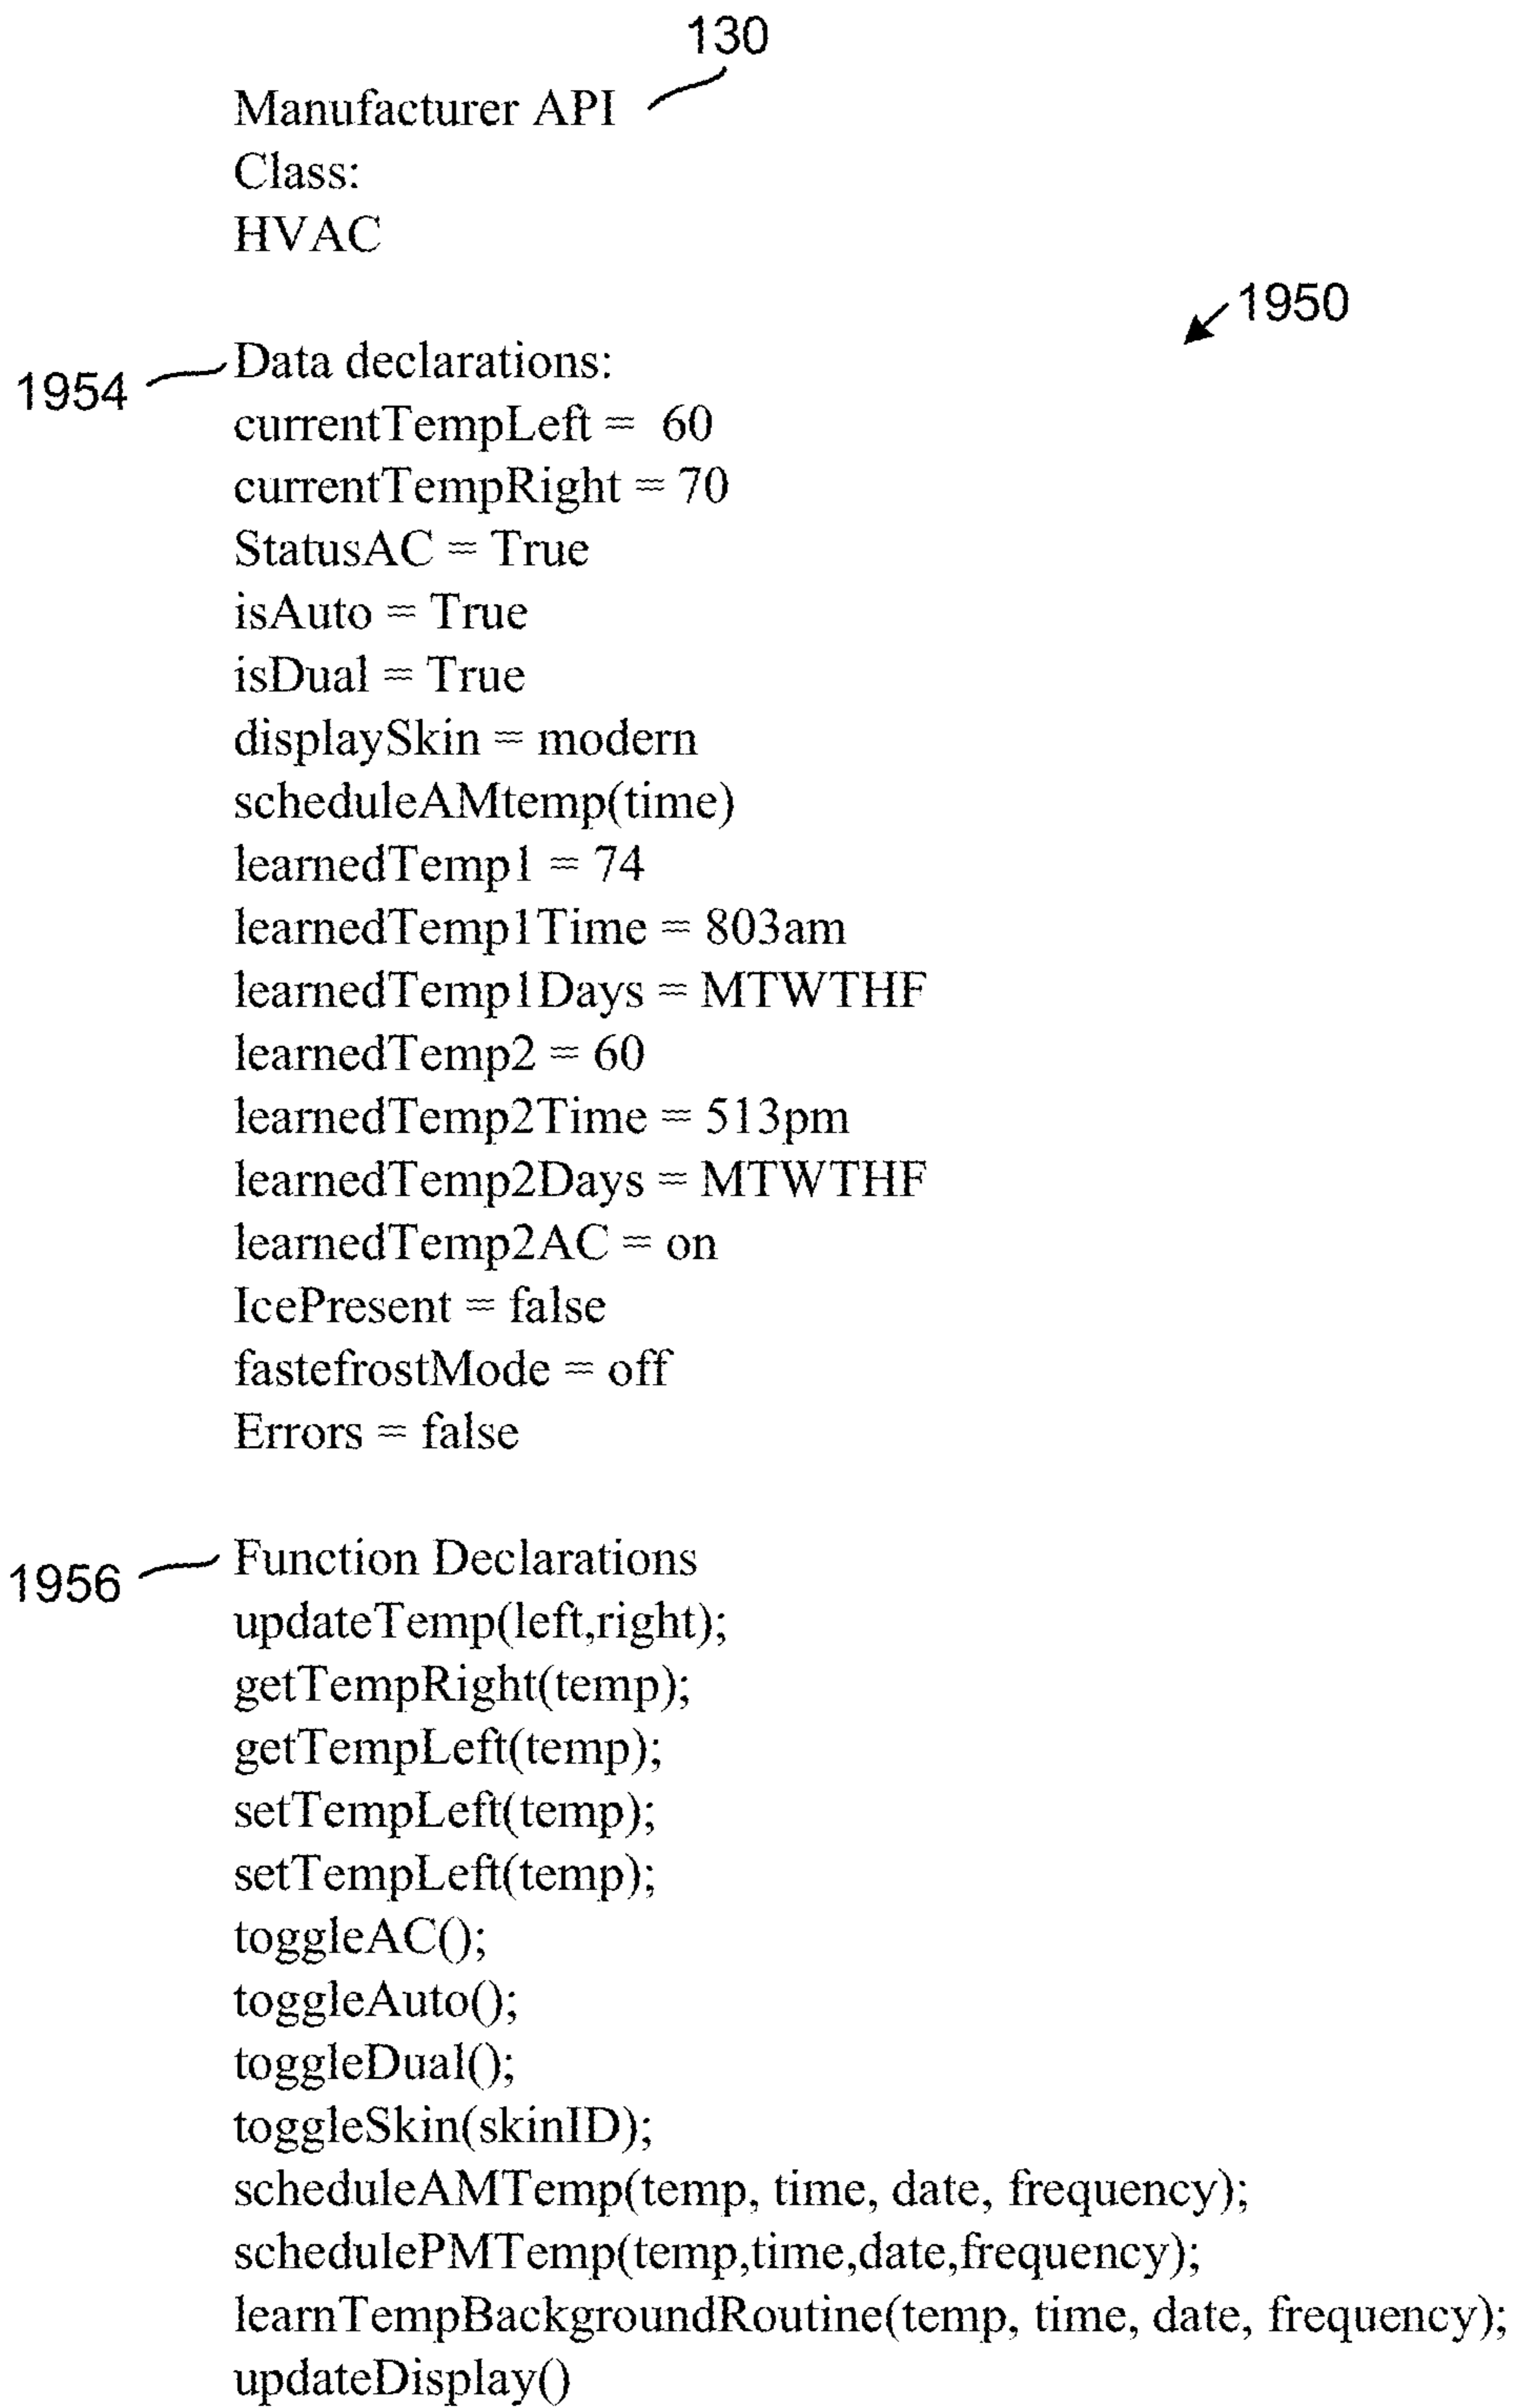 130
Manufacturer API
Class:
HVAC
1950
1954
Data declarations:
currentTempLeft = 60
currentTempRight = 70
StatusAC = True
isAuto = True
isDual = True
displaySkin = modern
scheduleAMtemp(time)
learnedTemp1 = 74
learnedTemp1Time = 803am
learnedTemp1Days = MTWTHF
learnedTemp2 = 60
learnedTemp2Time = 513pm
learnedTemp2Days = MTWTHF
learnedTemp2AC = on
IcePresent = false
fastefrostMode = off
Errors = false
1956
Function Declarations
updateTemp(left,right);
getTempRight(temp);
getTempLeft(temp);
setTempLeft(temp);
setTempLeft(temp);
toggleAC();
toggleAuto();
toggleDual();
toggleSkin(skinID);
scheduleAMTemp(temp, time, date, frequency);
schedulePMTemp(temp,time,date,frequency);
learnTempBackgroundRoutine(temp, time, date, frequency);
updateDisplay()